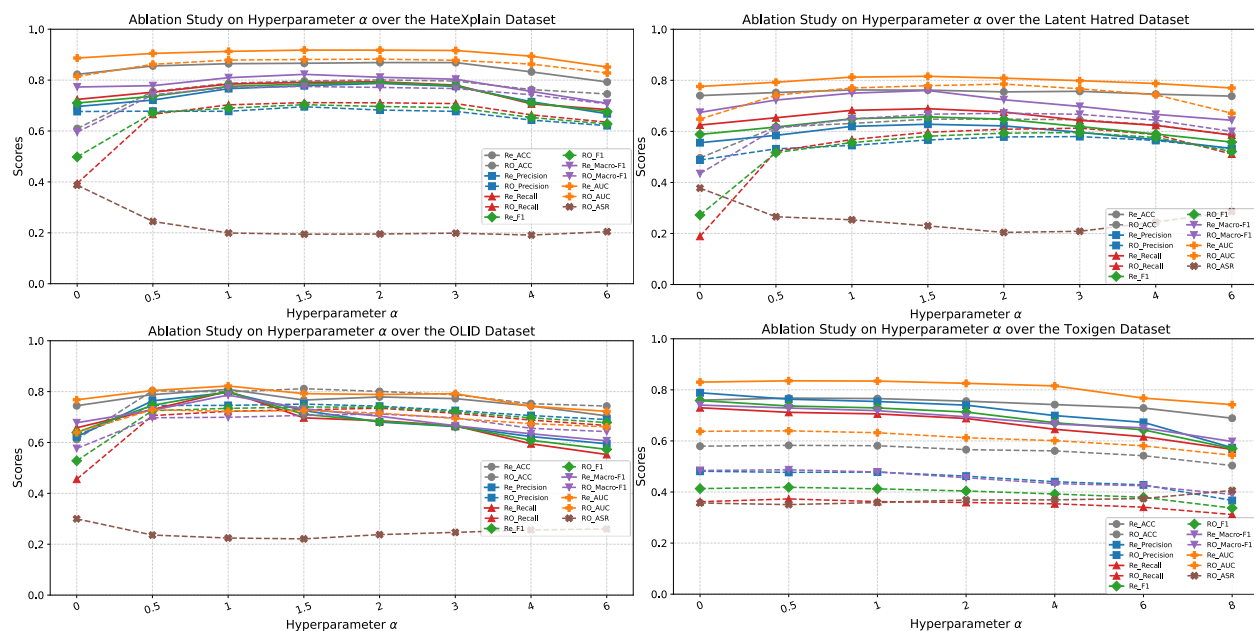 Ablation Study on Hyperparameter α over the HateXplain Dataset
1.0
0.8
0.6
0.4
0.2
0.0
Scores
Re_ACC
RO_ACC
Re_Precision
RO_Precision
Re_Recall
RO_Recall
Re_F1
RO_F1
Re_Macro-F1
RO_Macro-F1
Re_AUC
RO_AUC
RO_ASR
0 0.5 1 1.5 2 3 4 6
Hyperparameter α
Ablation Study on Hyperparameter α over the Latent Hatred Dataset
1.0
0.8
0.6
0.4
0.2
0.0
Scores
Re_ACC
RO_ACC
Re_Precision
RO_Precision
Re_Recall
RO_Recall
Re_F1
RO_F1
Re_Macro-F1
RO_Macro-F1
Re_AUC
RO_AUC
RO_ASR
0 0.5 1 1.5 2 3 4 6
Hyperparameter α
Ablation Study on Hyperparameter α over the OLID Dataset
1.0
0.8
0.6
0.4
0.2
0.0
Scores
Re_ACC
RO_ACC
Re_Precision
RO_Precision
Re_Recall
RO_Recall
Re_F1
RO_F1
Re_Macro-F1
RO_Macro-F1
Re_AUC
RO_AUC
RO_ASR
0 0.5 1 1.5 2 3 4 6
Hyperparameter α
Ablation Study on Hyperparameter α over the Toxigen Dataset
1.0
0.8
0.6
0.4
0.2
0.0
Scores
Re_ACC
RO_ACC
Re_Precision
RO_Precision
Re_Recall
RO_Recall
Re_F1
RO_F1
Re_Macro-F1
RO_Macro-F1
Re_AUC
RO_AUC
RO_ASR
0 0.5 1 2 4 6 8
Hyperparameter α